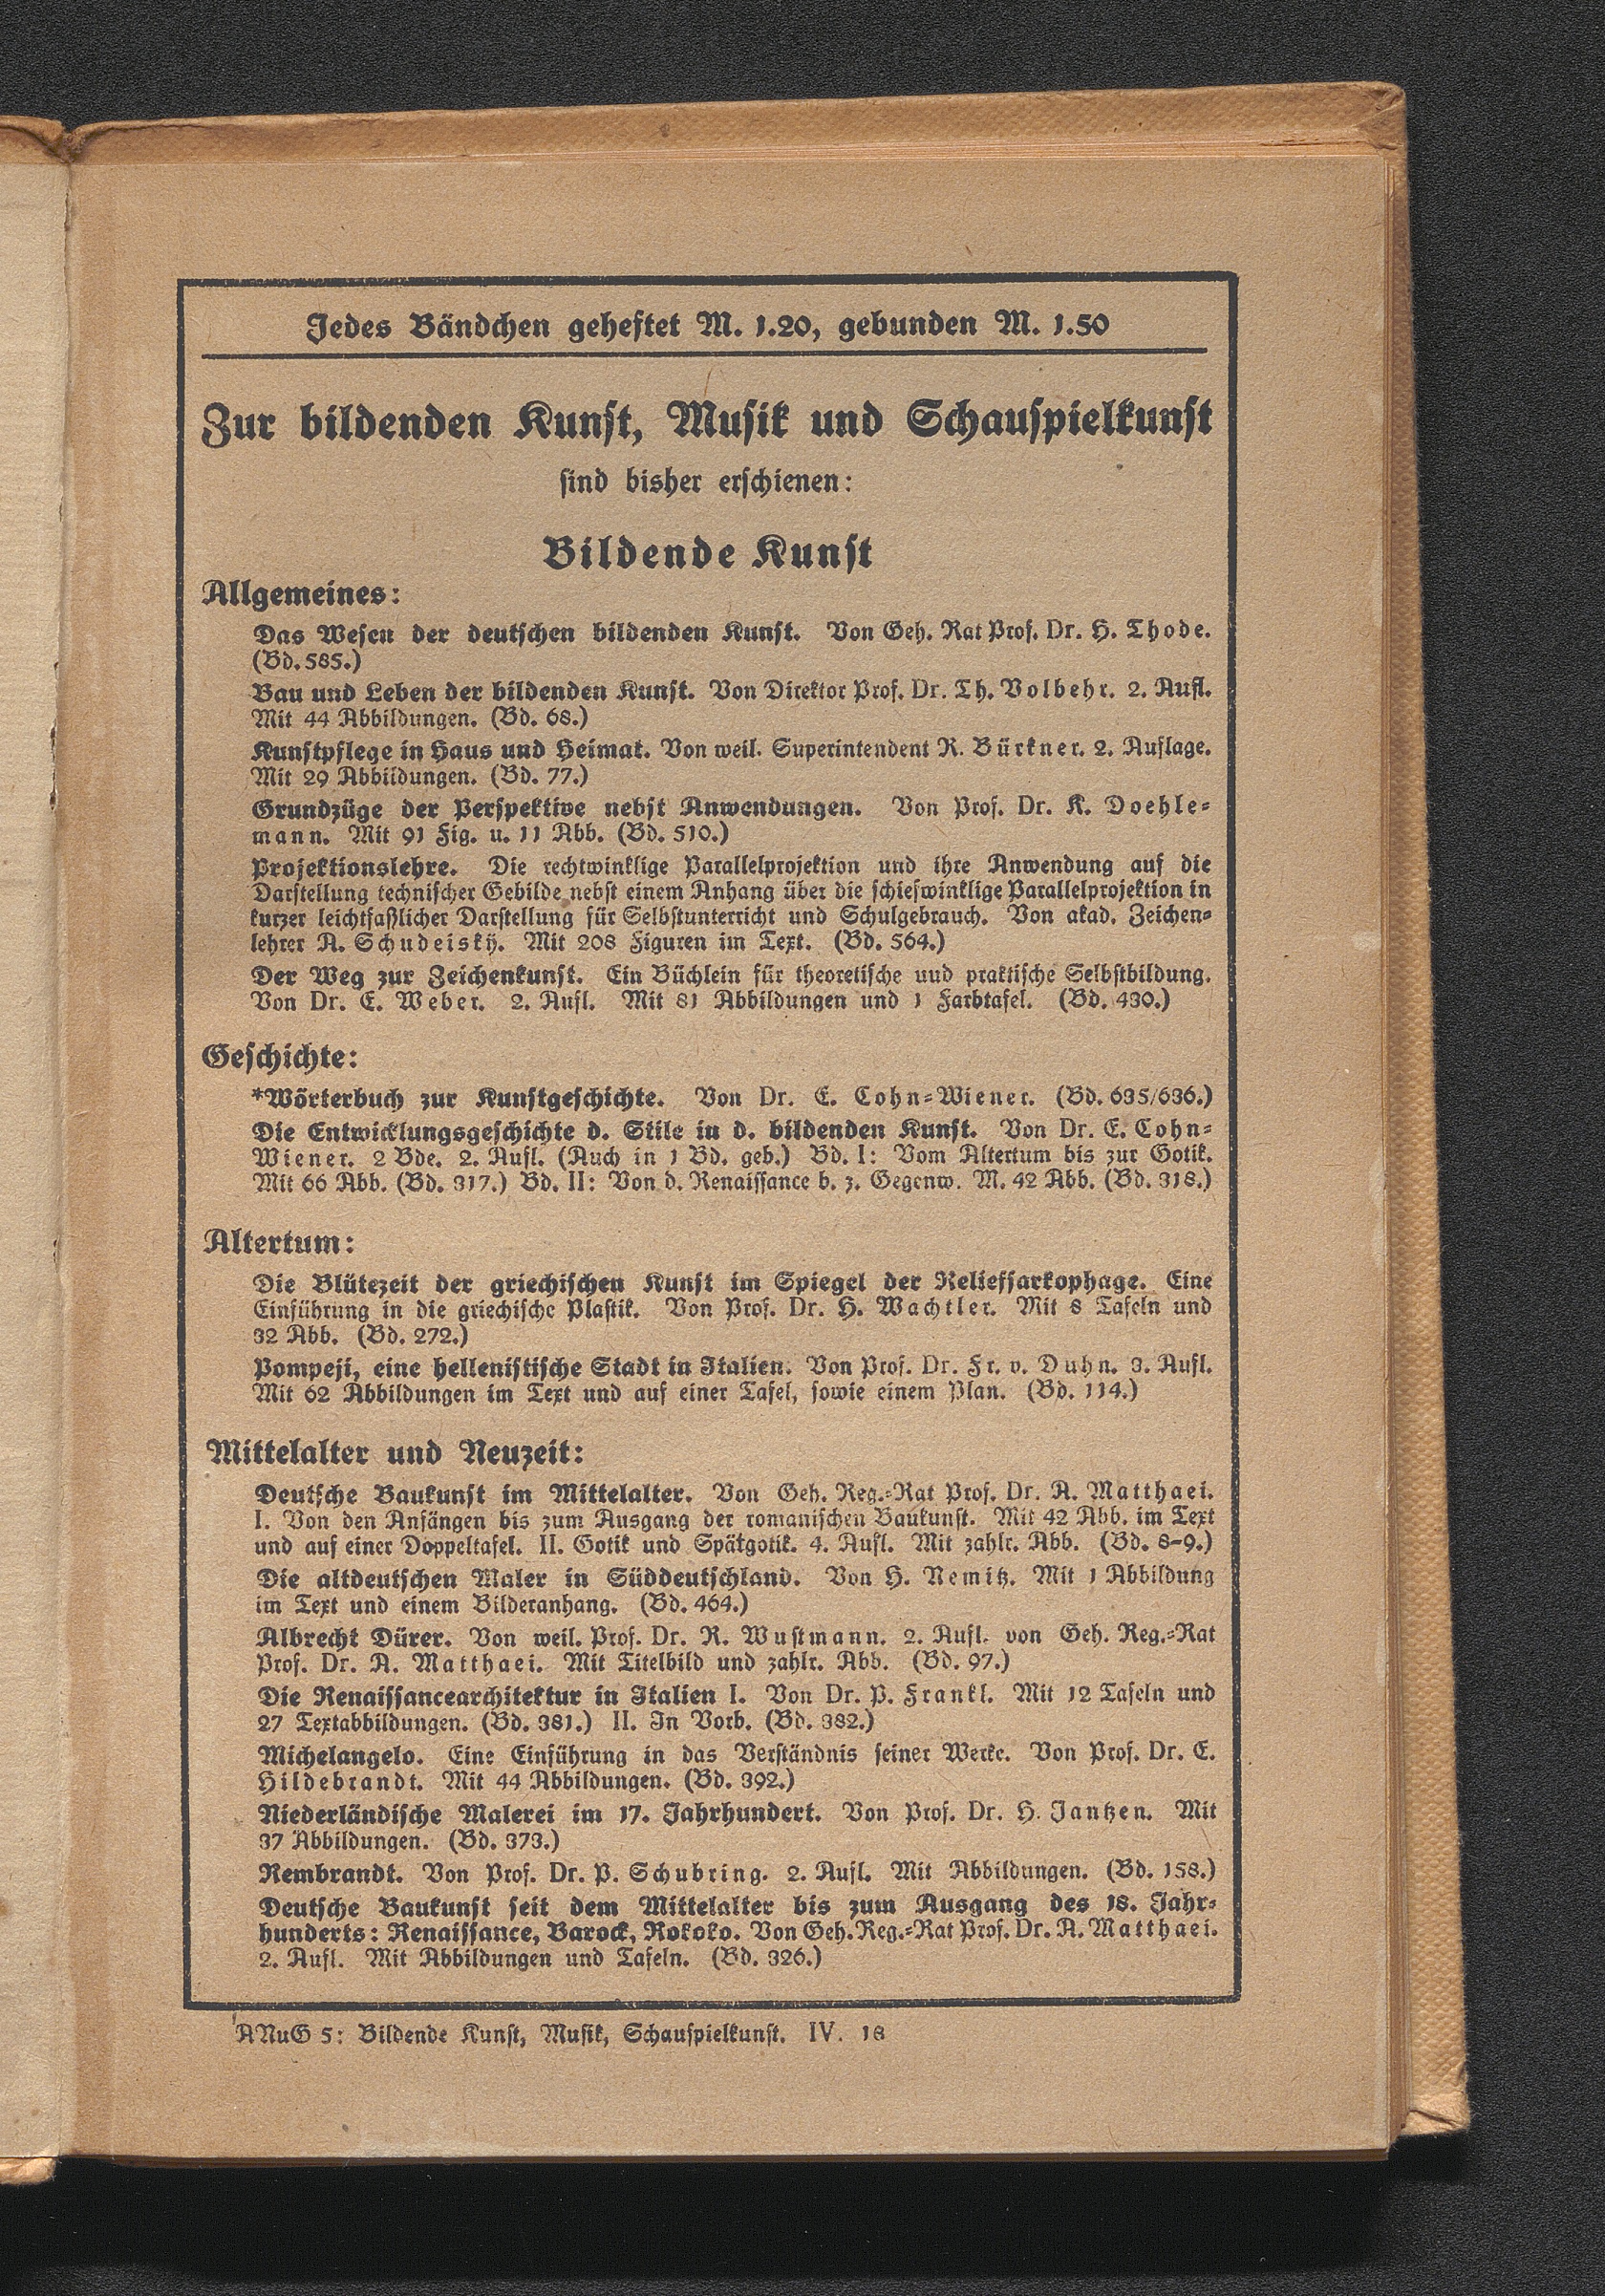 Jedes Bändchen geheftet M. 1.20, gebunden M. 1.50
Zur bildenden Kunst, Musik und Schauspielkunst
sind bisher erschienen:
Bildende Kunst
Allgemeines:
Das Wesen der deutschen bildenden Kunst. Von Geh. Rat Prof. Dr. H. Thode.
(Bd. 585.)
Bau und Leben der bildenden Kunst. Von Direktor Prof. Dr. Th. Volbehr. 2. Aufl.
Mit 44 Abbildungen. (Bd. 68.)
Kunstpflege in Haus und Heimat. Von weil. Superintendent R. Bürkner. 2. Auflage.
Mit 29 Abbildungen. (Bd. 77.)
Grundzüge der Perspektive nebst Anwendungen. Von Prof. Dr. K. Doehle-
mann. Mit 91 Fig. u. 11 Abb. (Bd. 510.)
Projektionslehre. Die rechtwinklige Parallelprojektion und ihre Anwendung auf die
Darstellung technischer Gebilde nebst einem Anhang über die schiefwinklige Parallelprojektion in
kurzer leichtfaßlicher Darstellung für Selbstunterricht und Schulgebrauch. Von akad. Zeichen-
lehrer A. Schudeisky. Mit 208 Figuren im Text. (Bd. 564.)
Der Weg zur Zeichenkunst. Ein Büchlein für theoretische und praktische Selbstbildung.
Von Dr. E. Weber. 2. Aufl. Mit 81 Abbildungen und 1 Farbtafel. (Bd. 430.)
Geschichte:
*Wörterbuch zur Kunstgeschichte. Von Dr. E. Cohn-Wiener. (Bd. 635/636.)
Die Entwicklungsgeschichte d. Stile in d. bildenden Kunst. Von Dr. E. Cohn-
Wiener. 2 Bde. 2. Aufl. (Auch in 1 Bd. geb.) Bd. I: Vom Altertum bis zur Gotik.
Mit 66 Abb. (Bd. 317.) Bd. II: Von d. Renaissance b. z. Gegenw. M. 42 Abb. (Bd. 318.)
Altertum:
Die Blütezeit der griechischen Kunst im Spiegel der Reliefsarkophage. Eine
Einführung in die griechische Plastik. Von Prof. Dr. H. Wachtler. Mit 8 Tafeln und
32 Abb. (Bd. 272.)
Pompeji, eine hellenistische Stadt in Italien. Von Prof. Dr. Fr. v. Duhn. 3. Aufl.
Mit 62 Abbildungen im Text und auf einer Tafel, sowie einem Plan. (Bd. 114.)
Mittelalter und Neuzeit:
Deutsche Baukunst im Mittelalter. Von Geh. Reg.-Rat Prof. Dr. A. Matthaei.
I. Von den Anfängen bis zum Ausgang der romanischen Baukunst. Mit 42 Abb. im Text
und auf einer Doppeltafel. II. Gotik und Spätgotik. 4. Aufl. Mit zahlr. Abb. (Bd. 8-9.)
Die altdeutschen Maler in Süddeutschland. Von H. Nemitz. Mit 1 Abbildung
im Text und einem Bilderanhang. (Bd. 464.)
Albrecht Dürer. Von weil. Prof. Dr. R. Wustmann. 2. Aufl. von Geh. Reg.-Rat
Prof. Dr. A. Matthaei. Mit Titelbild und zahlr. Abb. (Bd. 97.)
Die Renaissancearchitektur in Italien I. Von Dr. P. Frankl. Mit 12 Tafeln und
27 Textabbildungen. (Bd. 381.) II. In Vorb. (Bd. 382.)
Michelangelo. Eine Einführung in das Verständnis seiner Werke. Von Prof. Dr. E.
Hildebrandt. Mit 44 Abbildungen. (Bd. 392.)
Niederländische Malerei im 17. Jahrhundert. Von Prof. Dr. H. Jantzen. Mit
37 Abbildungen. (Bd. 373.)
Rembrandt. Von Prof. Dr. P. Schubring. 2. Aufl. Mit Abbildungen. (Bd. 158.)
Deutsche Baukunst seit dem Mittelalter bis zum Ausgang des 18. Jahr-
hunderts: Renaissance, Barock, Rokoko. Von Geh. Reg.-Rat Prof. Dr. A. Matthaei.
2. Aufl. Mit Abbildungen und Tafeln. (Bd. 326.)
ANuG 5: Bildende Kunst, Musik, Schauspielkunst. IV. 18